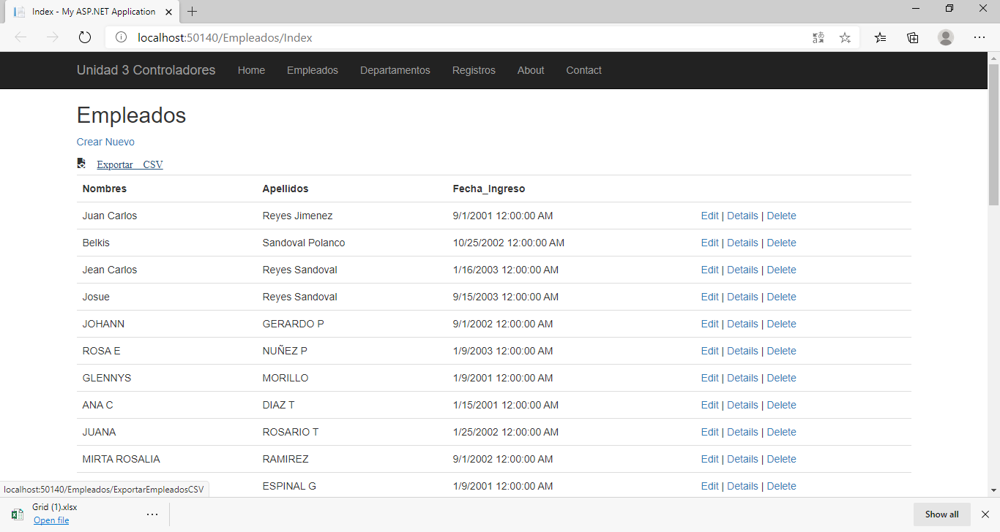 Index - My ASP.NET Application
localhost:50140/Empleados/Index
Unidad 3 Controladores Home Empleados Departamentos Registros About Contact
Empleados
Crear Nuevo
Exportar CSV
Nombres Apellidos Fecha_Ingreso
Juan Carlos Reyes Jimenez 9/1/2001 12:00:00 AM Edit | Details | Delete
Belkis Sandoval Polanco 10/25/2002 12:00:00 AM Edit | Details | Delete
Jean Carlos Reyes Sandoval 1/16/2003 12:00:00 AM Edit | Details | Delete
Josue Reyes Sandoval 9/15/2003 12:00:00 AM Edit | Details | Delete
JOHANN GERARDO P 9/1/2002 12:00:00 AM Edit | Details | Delete
ROSA E NUÑEZ P 1/9/2003 12:00:00 AM Edit | Details | Delete
GLENNYS MORILLO 1/9/2001 12:00:00 AM Edit | Details | Delete
ANA C DIAZ T 1/15/2001 12:00:00 AM Edit | Details | Delete
JUANA ROSARIO T 1/25/2002 12:00:00 AM Edit | Details | Delete
MIRTA ROSALIA RAMIREZ 9/1/2002 12:00:00 AM Edit | Details | Delete
ESPINAL G 1/9/2001 12:00:00 AM Edit | Details | Delete
localhost:50140/Empleados/ExportarEmpleadosCSV
Grid (1).xlsx
Open file
Show all